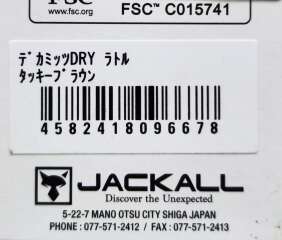 FSC
www.fsc.org
FSC™ C015741
ﾃﾞｶﾐｯﾂDRY ﾗﾄﾙ
ﾀｯｷｰﾌﾞﾗｳﾝ
4582418096678
JACKALL
Discover the Unexpected
5-22-7 MANO OTSU CITY SHIGA JAPAN
PHONE : 077-571-2412 / FAX : 077-571-2413